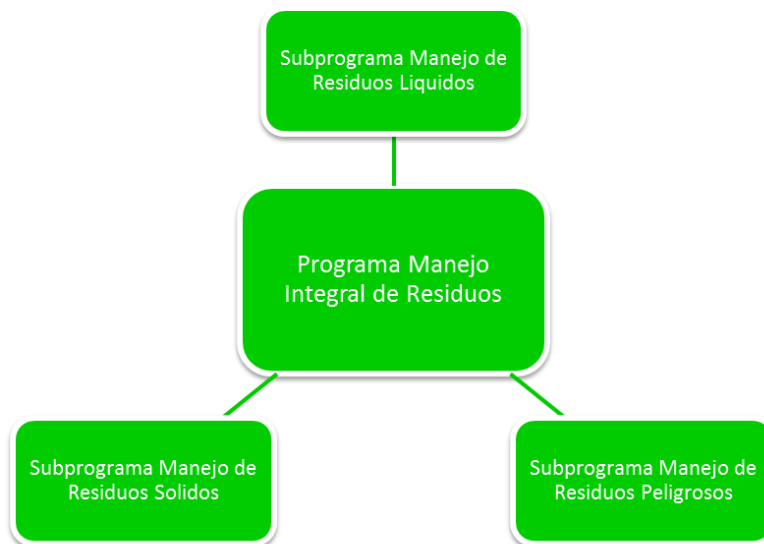 Subprograma Manejo de
Residuos Liquidos
Programa Manejo
Integral de Residuos
Subprograma Manejo de
Residuos Solidos
Subprograma Manejo de
Residuos Peligrosos